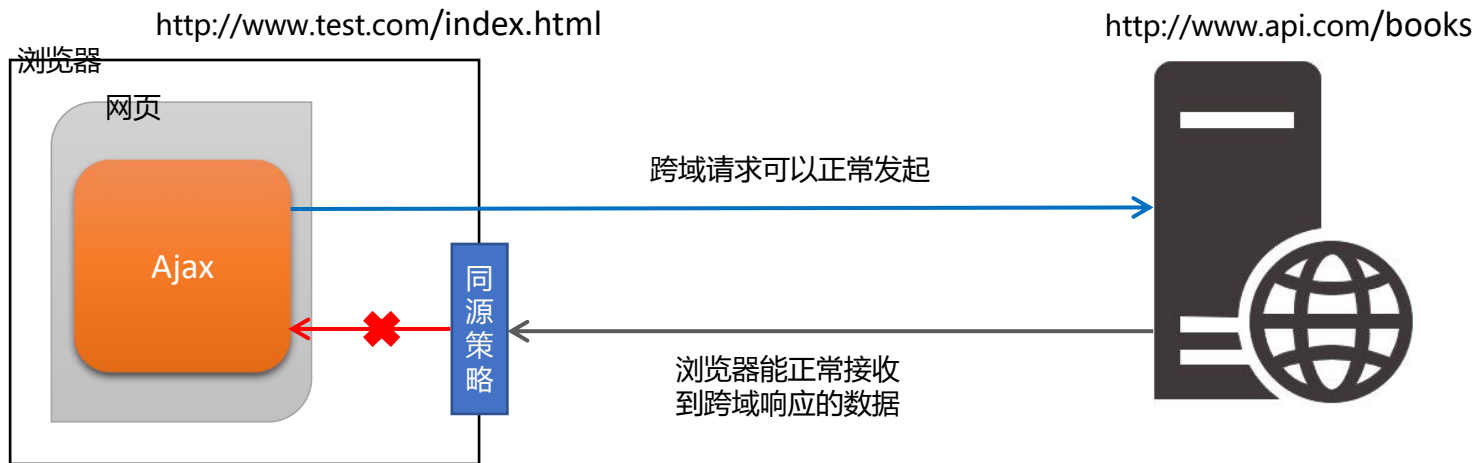 http://www.test.com/index.html
http://www.api.com/books
浏览器
网页
跨域请求可以正常发起
Ajax
同
源
策
略
浏览器能正常接收
到跨域响应的数据